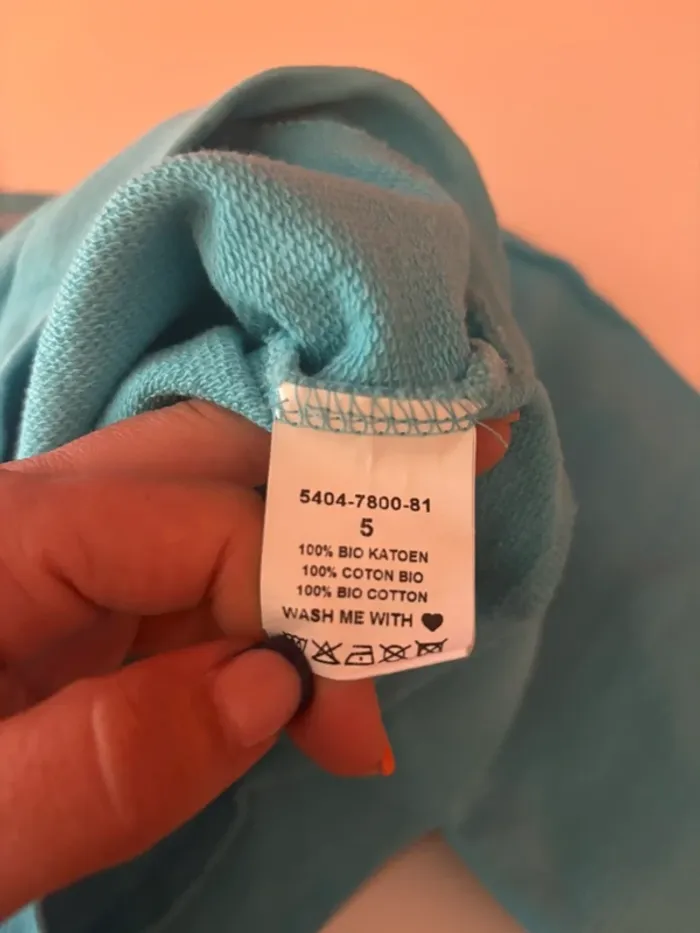 5404-7800-81
5
100% BIO KATOEN
100% COTON BIO
100% BIO COTTON
WASH ME WITH ♥